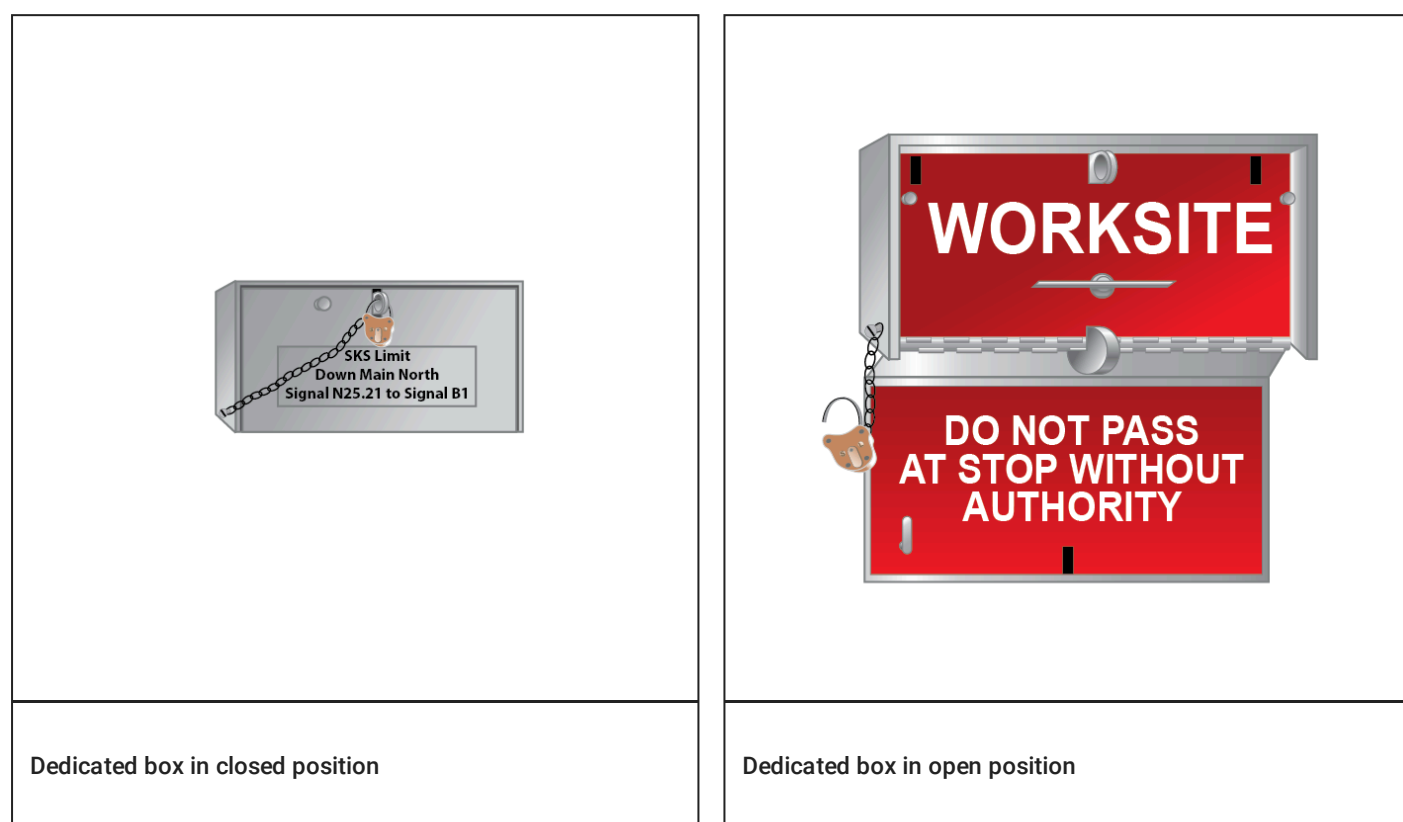 SKS Limit
Down Main North
Signal N25.21 to Signal B1
Dedicated box in closed position
WORKSITE
DO NOT PASS
AT STOP WITHOUT
AUTHORITY
Dedicated box in open position